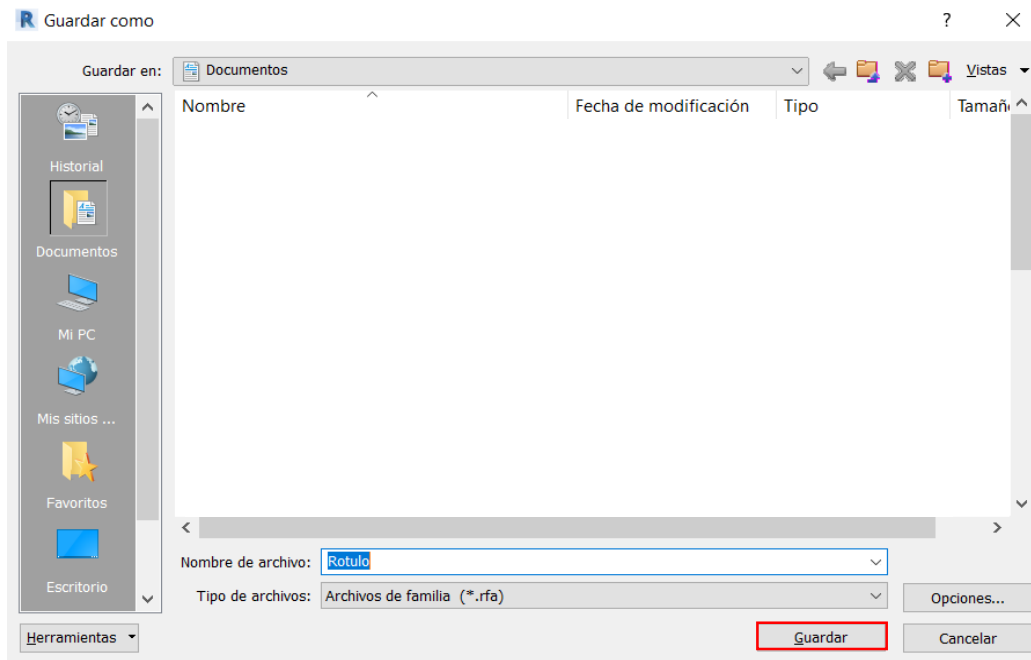 R Guardar como ?
Guardar en: Documentos Vistas
Nombre Fecha de modificación Tipo Tamañ
Historial
Documentos
Mi PC
Mis sitios ...
Favoritos
Escritorio
Nombre de archivo: Rotulo
Tipo de archivos: Archivos de familia (*.rfa) Opciones...
Herramientas Guardar Cancelar